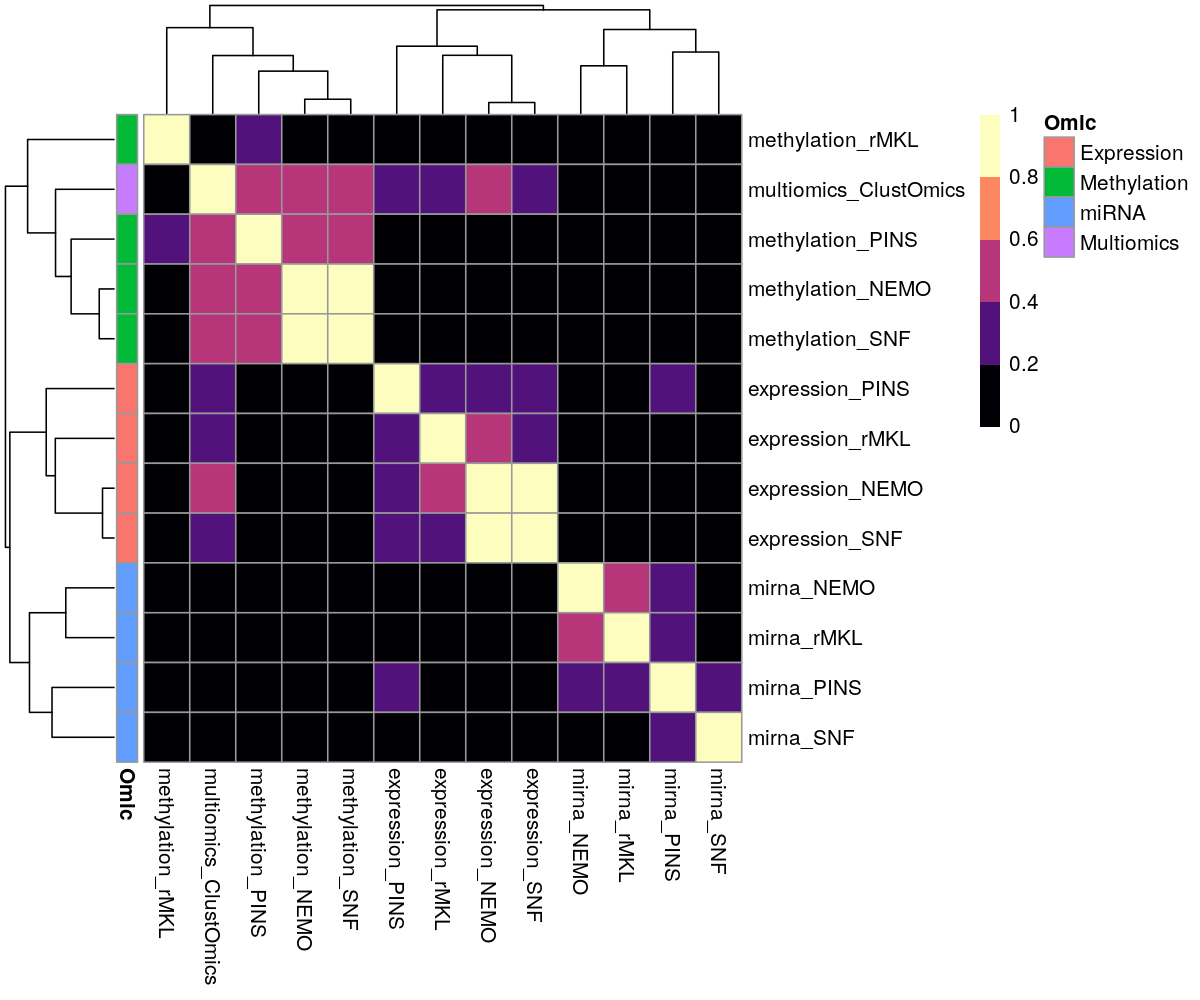 methylation_rMKL
multiomics_ClustOmics
methylation_PINS
methylation_NEMO
methylation_SNF
expression_PINS
expression_rMKL
expression_NEMO
expression_SNF
mirna_NEMO
mirna_rMKL
mirna_PINS
mirna_SNF
1
0.8
0.6
0.4
0.2
0
OmIc
Expression
Methylation
miRNA
Multiomics
OmIc
methylation_rMKL
multiomics_ClustOmics
methylation_PINS
methylation_NEMO
methylation_SNF
expression_PINS
expression_rMKL
expression_NEMO
expression_SNF
mirna_NEMO
mirna_rMKL
mirna_PINS
mirna_SNF